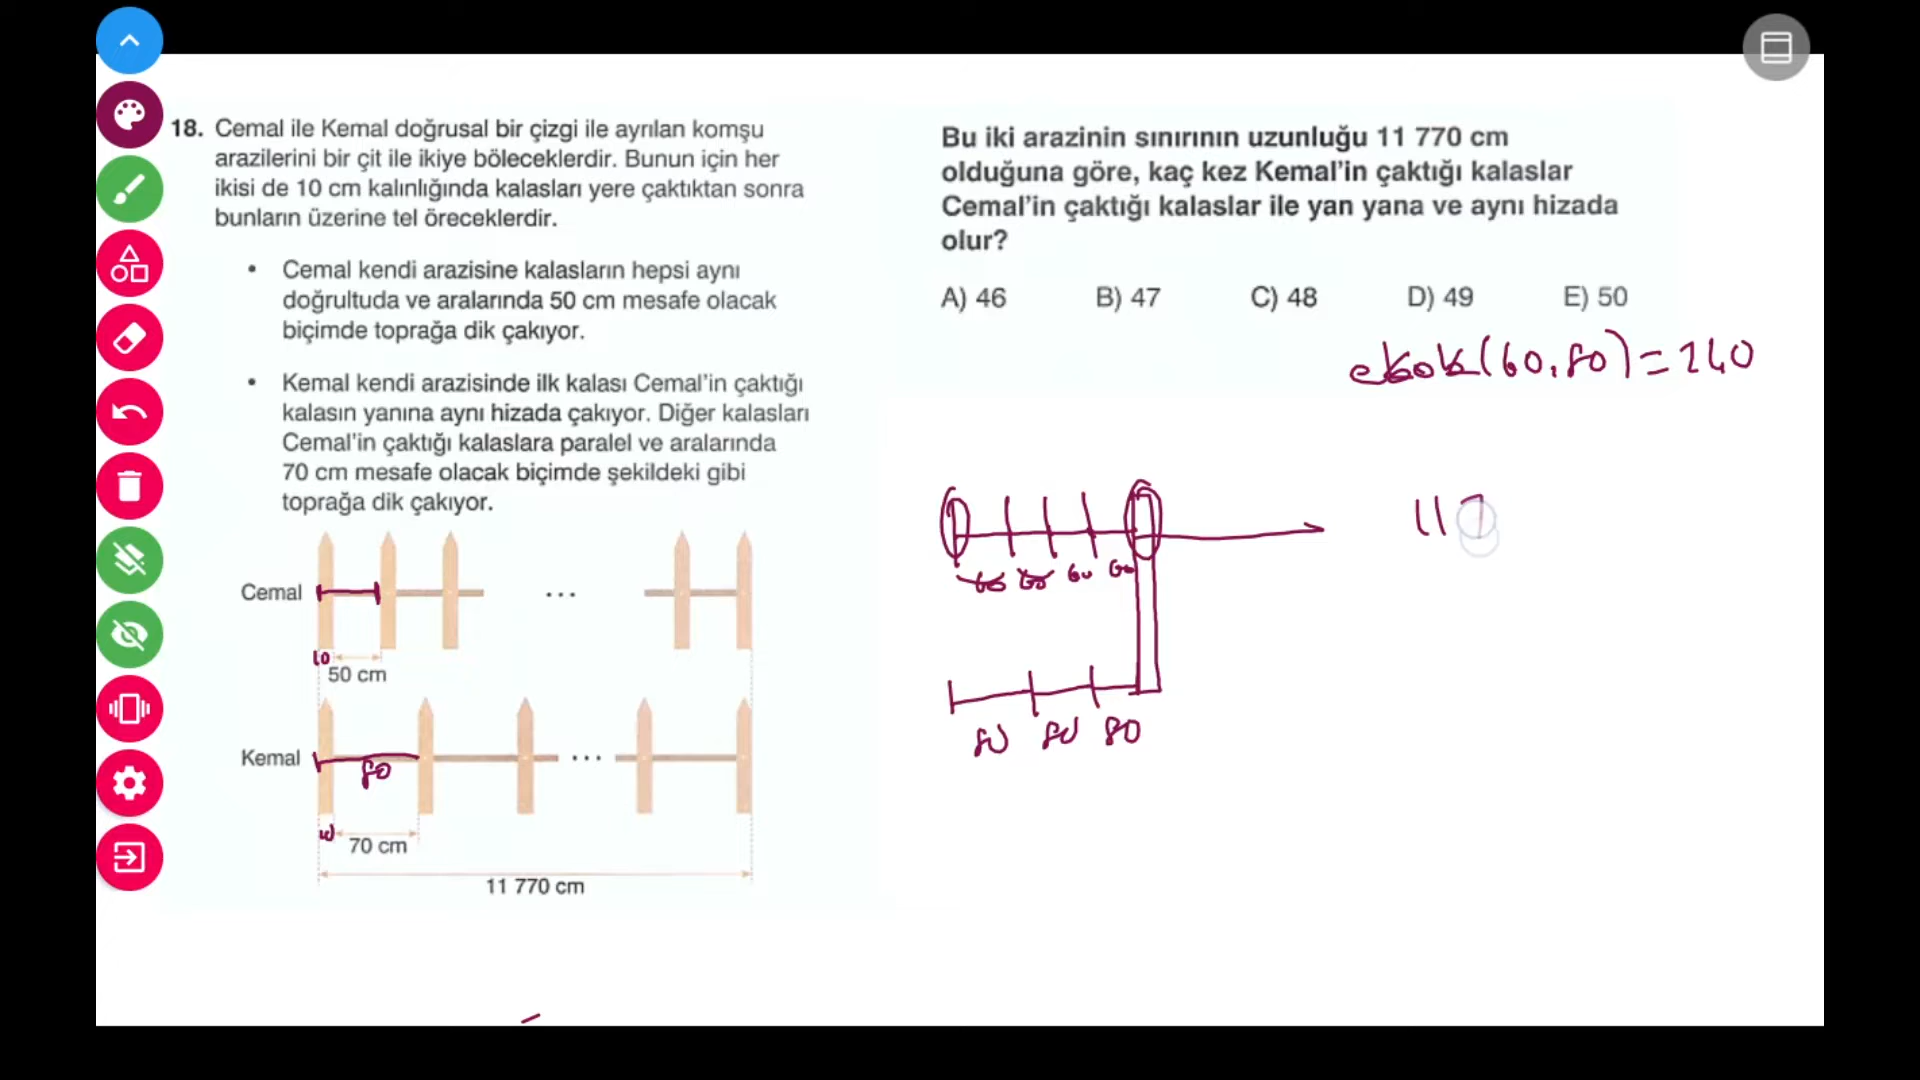 18. Cemal ile Kemal doğrusal bir çizgi ile ayrılan komşu
arazilerini bir çit ile ikiye böleceklerdir. Bunun için her
ikisi de 10 cm kalınlığında kalasları yere çaktıktan sonra
bunların üzerine tel öreceklerdir.
• Cemal kendi arazisine kalasların hepsi aynı
doğrultuda ve aralarında 50 cm mesafe olacak
biçimde toprağa dik çakıyor.
• Kemal kendi arazisinde ilk kalası Cemal'in çaktığı
kalasın yanına aynı hizada çakıyor. Diğer kalasları
Cemal'in çaktığı kalaslara paralel ve aralarında
70 cm mesafe olacak biçimde şekildeki gibi
toprağa dik çakıyor.
Cemal
...
10
50 cm
Kemal
...
80
10
70 cm
11 770 cm
Bu iki arazinin sınırının uzunluğu 11 770 cm
olduğuna göre, kaç kez Kemal'in çaktığı kalaslar
Cemal'in çaktığı kalaslar ile yan yana ve aynı hizada
olur?
A) 46 B) 47 C) 48 D) 49 E) 50
ekok(60,80)=240
117
60 60 60 60
80 80 80